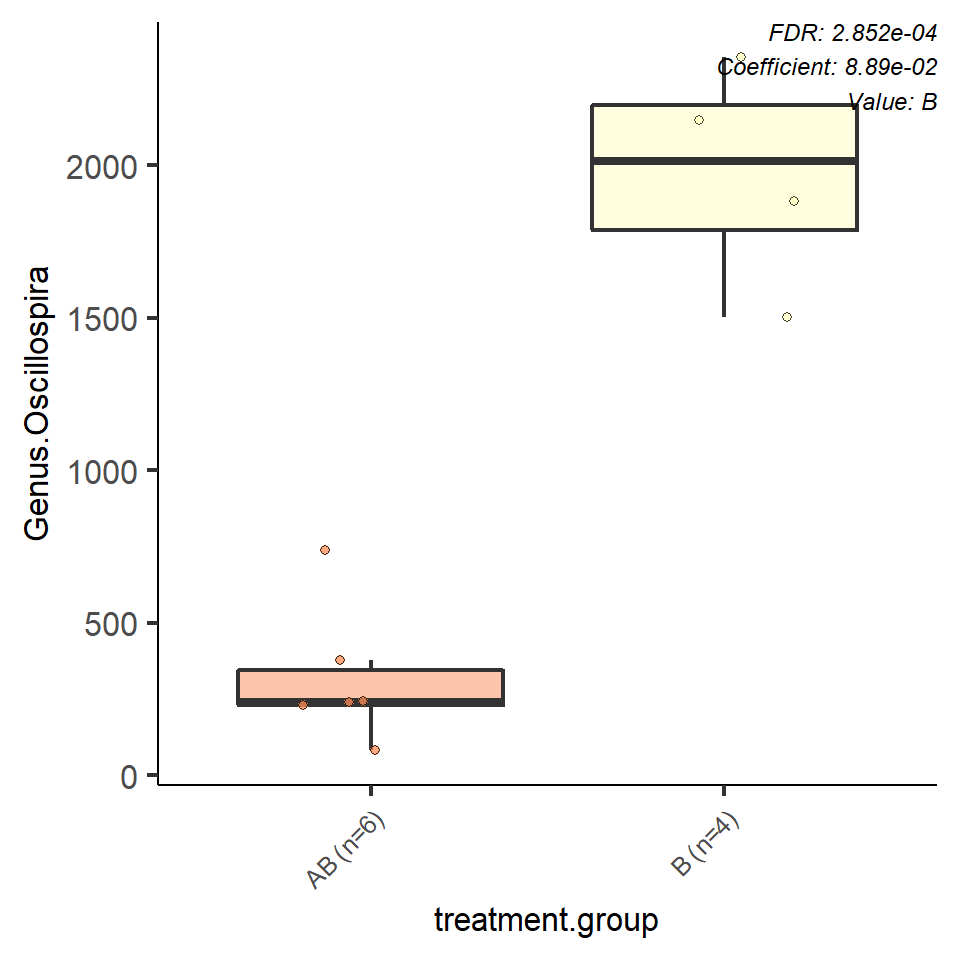 FDR: 2.852e-04
Coefficient: 8.89e-02
Value: B
2000
1500
1000
500
0
Genus.Oscillospira
AB (n=6)
B (n=4)
treatment.group